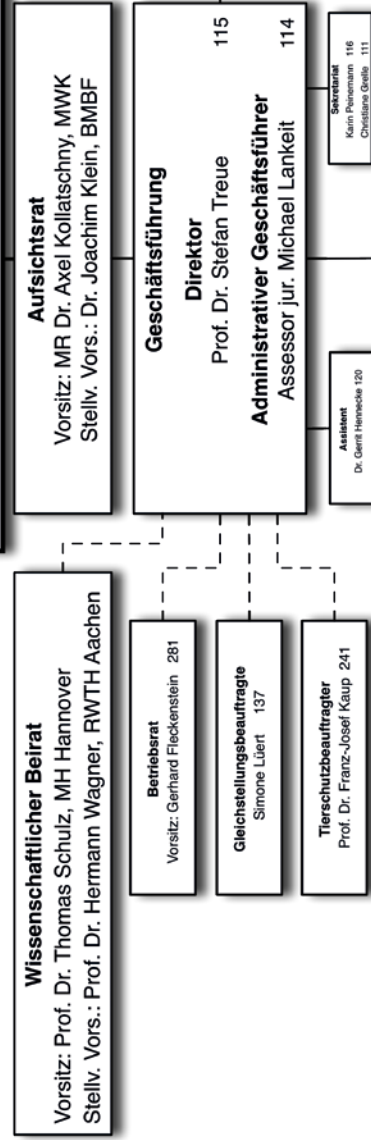 Wissenschaftlicher Beirat
Vorsitz: Prof. Dr. Thomas Schulz, MH Hannover
Stellv. Vors.: Prof. Dr. Hermann Wagner, RWTH Aachen
Aufsichtsrat
Vorsitz: MR Dr. Axel Kollatschny, MWK
Stellv. Vors.: Dr. Joachim Klein, BMBF
Betriebsrat
Vorsitz: Gerhard Fleckenstein 281
Gleichstellungsbeauftragte
Simone Lüert 137
Tierschutzbeauftragter
Prof. Dr. Franz-Josef Kaup 241
Geschäftsführung
Direktor
Prof. Dr. Stefan Treue 115
Administrativer Geschäftsführer
Assessor jur. Michael Lankeit 114
Assistent
Dr. Gerrit Hennecke 120
Sekretariat
Karin Peinemann 116
Christiane Grelle 111